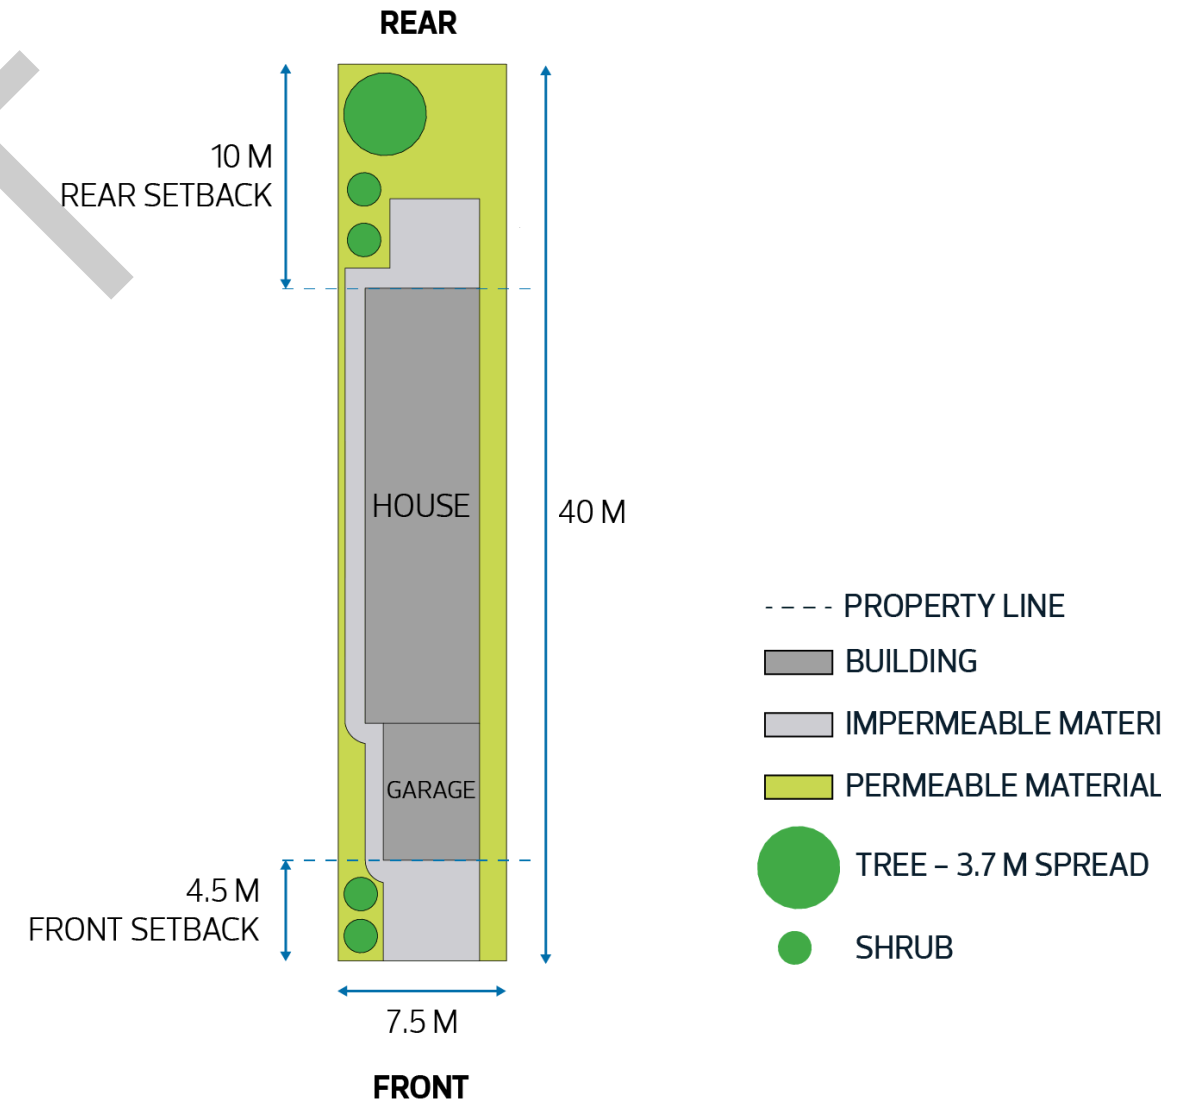 REAR
10 M
REAR SETBACK
HOUSE
40 M
PROPERTY LINE
BUILDING
IMPERMEABLE MATERI
PERMEABLE MATERIAL
GARAGE
TREE – 3.7 M SPREAD
4.5 M
FRONT SETBACK
SHRUB
7.5 M
FRONT